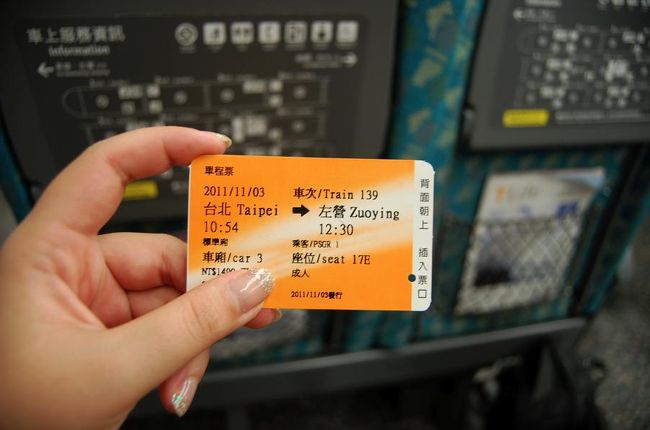 車上服務資訊
Information
單程票
2011/11/03 車次/Train 139
台北 Taipei 左營 Zuoying
10:54 12:30
標準廂 乘客/PSGR 1
車廂/car 3 座位/seat 17E
成人
2011/11/03發行
背面朝上 插入票口